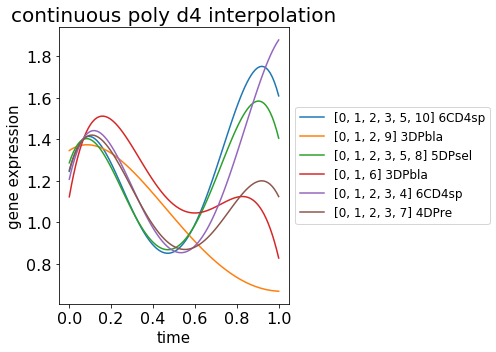 continuous poly d4 interpolation
gene expression
1.8
1.6
1.4
1.2
1.0
0.8
0.0 0.2 0.4 0.6 0.8 1.0
time
[0, 1, 2, 3, 5, 10] 6CD4sp
[0, 1, 2, 9] 3DPbla
[0, 1, 2, 3, 5, 8] 5DPsel
[0, 1, 6] 3DPbla
[0, 1, 2, 3, 4] 6CD4sp
[0, 1, 2, 3, 7] 4DPre